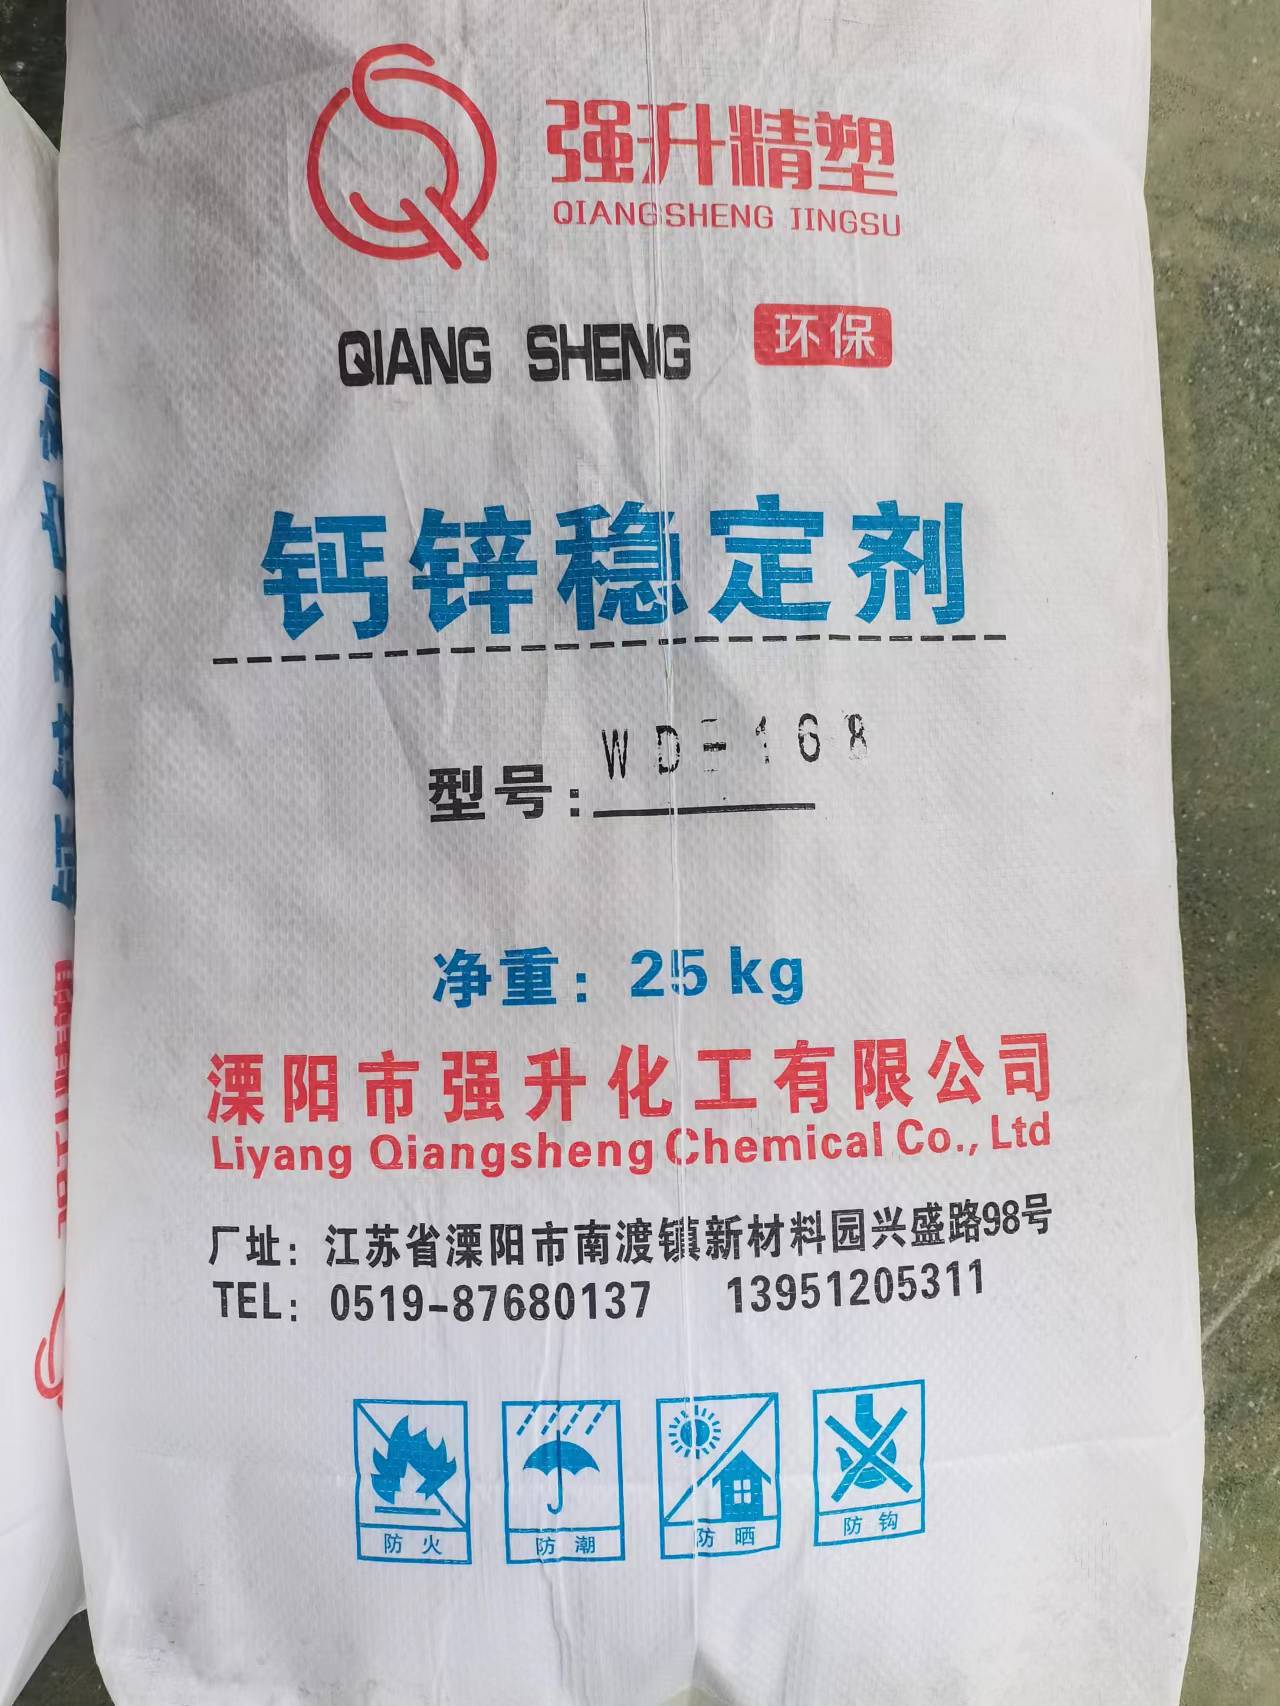 强升精塑
QIANGSHENG JINGSU
QIANG SHENG 环保
钙锌稳定剂
型号: WD-168
净重: 25kg
溧阳市强升化工有限公司
Liyang Qiangsheng Chemical Co., Ltd
厂址: 江苏省溧阳市南渡镇新材料园兴盛路98号
TEL: 0519-87680137 13951205311
防火 防潮 防晒 防钩